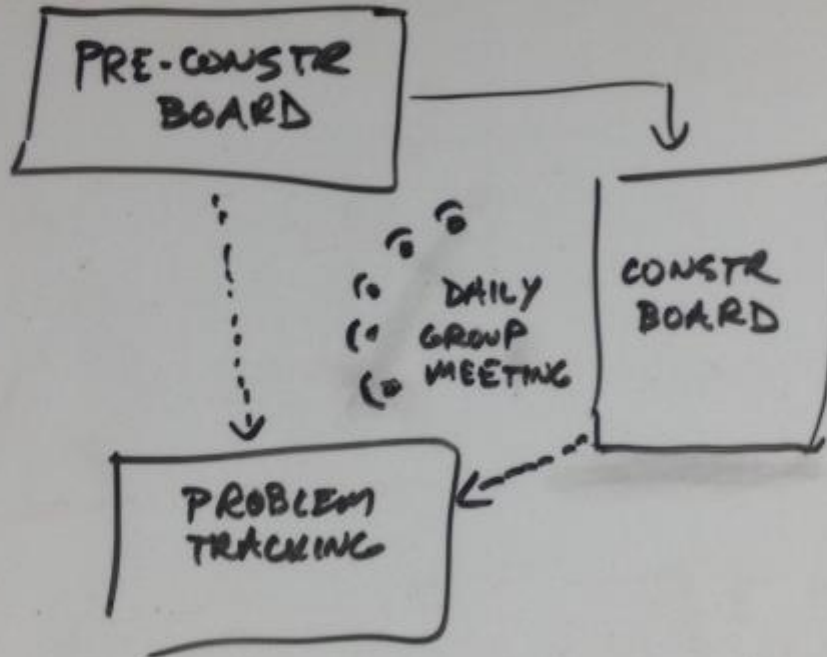 PRE-CONSTR
BOARD
CONSTR
BOARD
DAILY
GROUP
MEETING
PROBLEM
TRACKING